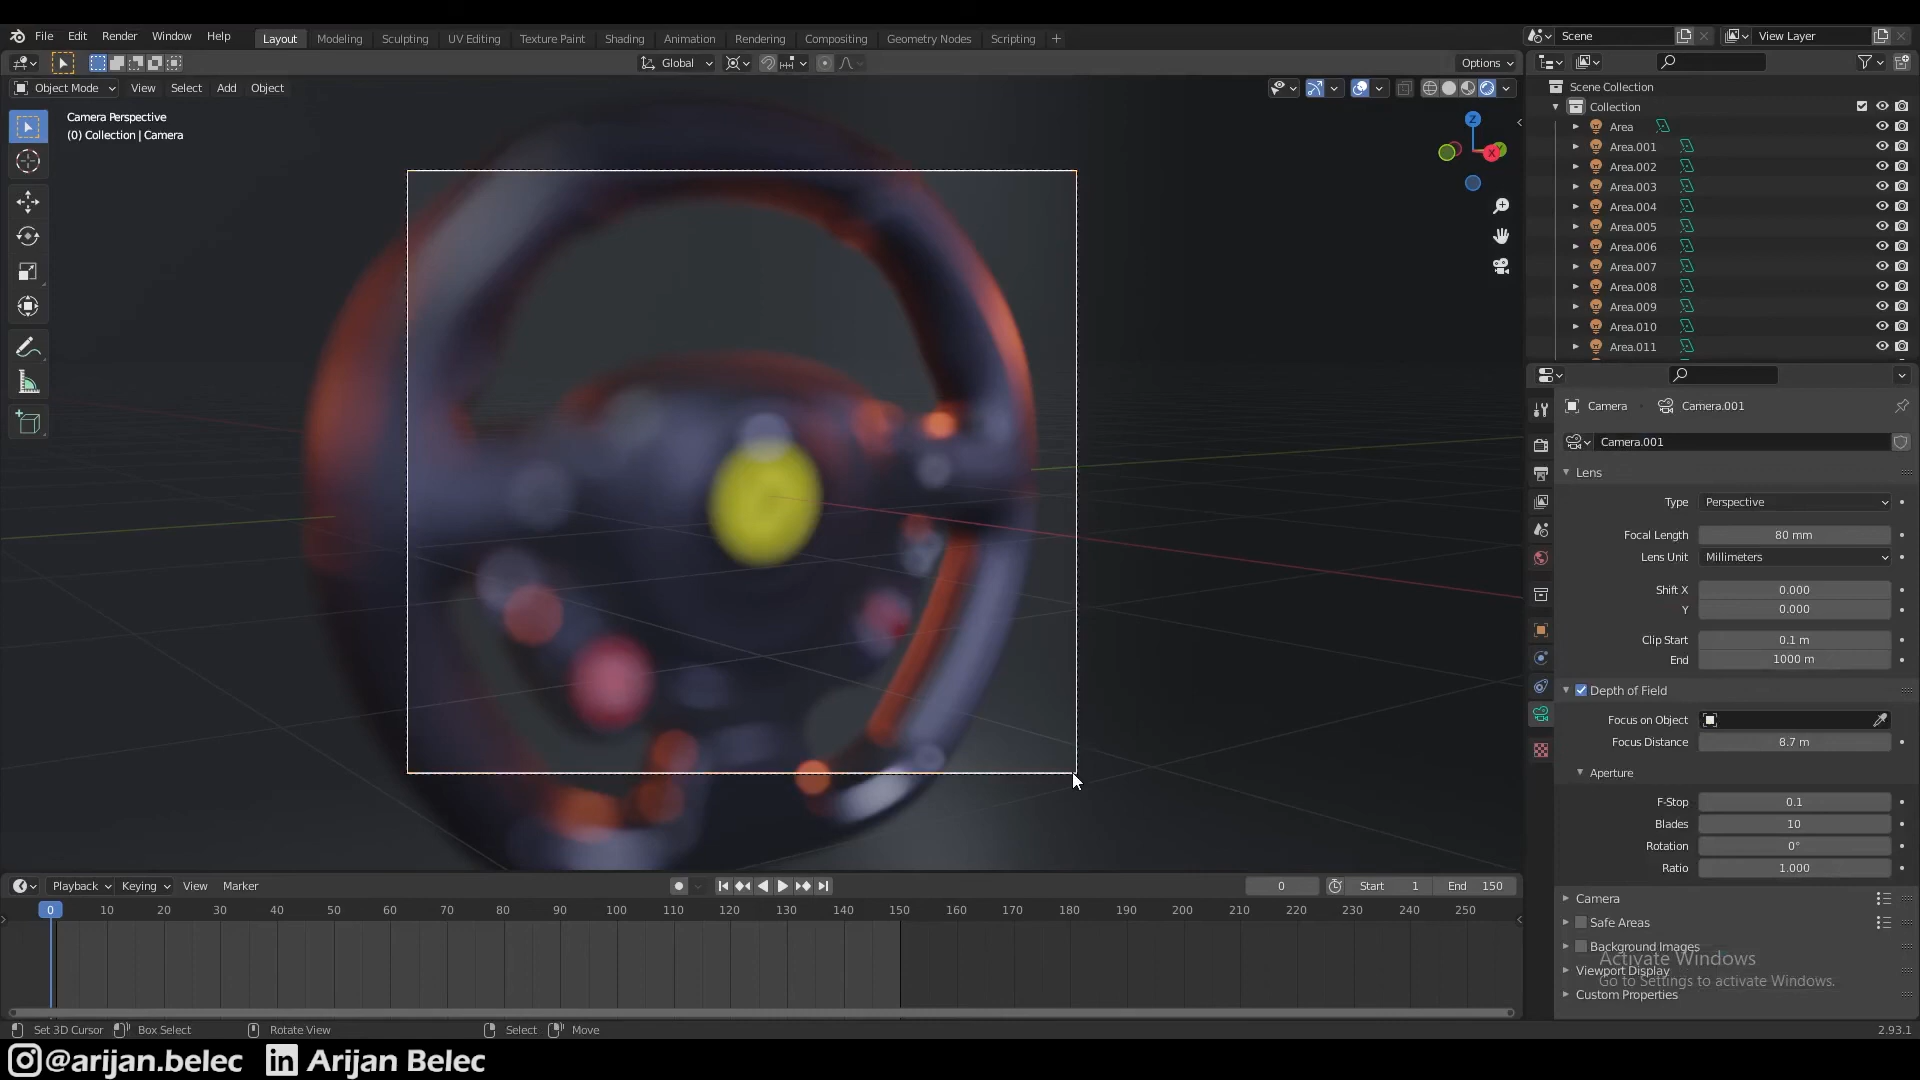 File Edit Render Window Help Layout Modeling Sculpting UV Editing Texture Paint Shading Animation Rendering Compositing Geometry Nodes Scripting + Scene View Layer
Global Options
Object Mode View Select Add Object
Camera Perspective
(0) Collection | Camera
Z
X
Y
Scene Collection
Collection
Area
Area.001
Area.002
Area.003
Area.004
Area.005
Area.006
Area.007
Area.008
Area.009
Area.010
Area.011
Camera Camera.001
Camera.001
Lens
Type Perspective
Focal Length 80 mm
Lens Unit Millimeters
Shift X 0.000
Y 0.000
Clip Start 0.1 m
End 1000 m
Depth of Field
Focus on Object
Focus Distance 8.7 m
Aperture
F-Stop 0.1
Blades 10
Rotation 0°
Ratio 1.000
Camera
Safe Areas
Background Images
Activate Windows
Viewport Display
Go to Settings to activate Windows.
Custom Properties
Playback Keying View Marker 0 Start 1 End 150
0 10 20 30 40 50 60 70 80 90 100 110 120 130 140 150 160 170 180 190 200 210 220 230 240 250
Set 3D Cursor Box Select Rotate View Select Move 2.93.1
@arijan.belec in Arijan Belec